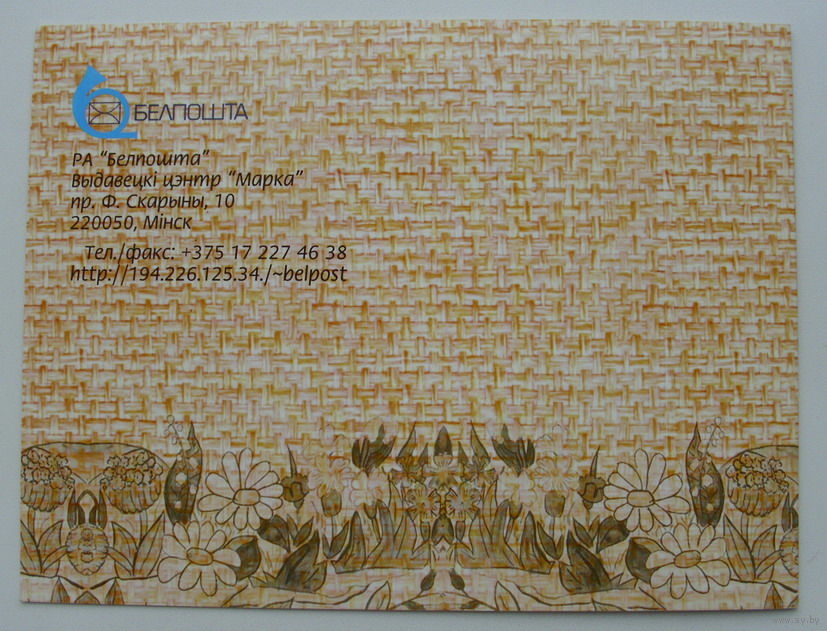 БЕЛПОШТА
РА “Белпошта”
Выдавецкі цэнтр “Марка”
пр. Ф. Скарыны, 10
220050, Мінск
Тел./факс: +375 17 227 46 38
http://194.226.125.34./~belpost
www.ay.by